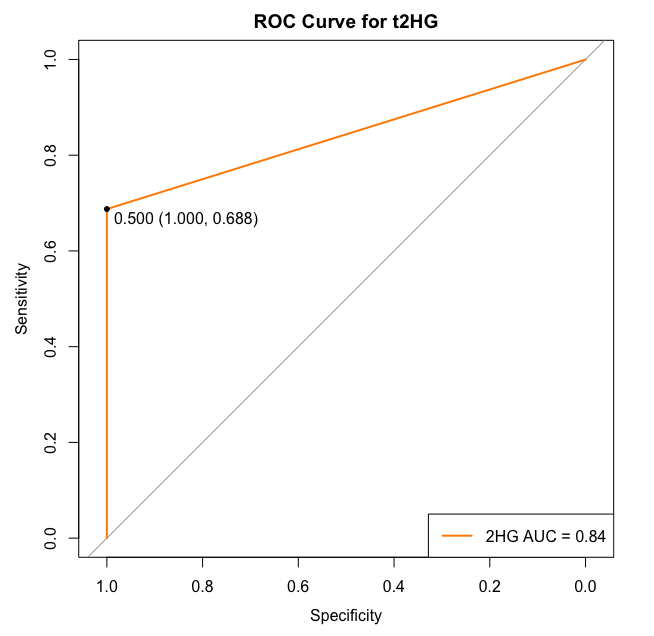 ROC Curve for t2HG
1.0
0.8
0.6
0.4
0.2
0.0
Sensitivity
0.500 (1.000, 0.688)
2HG AUC = 0.84
1.0 0.8 0.6 0.4 0.2 0.0
Specificity